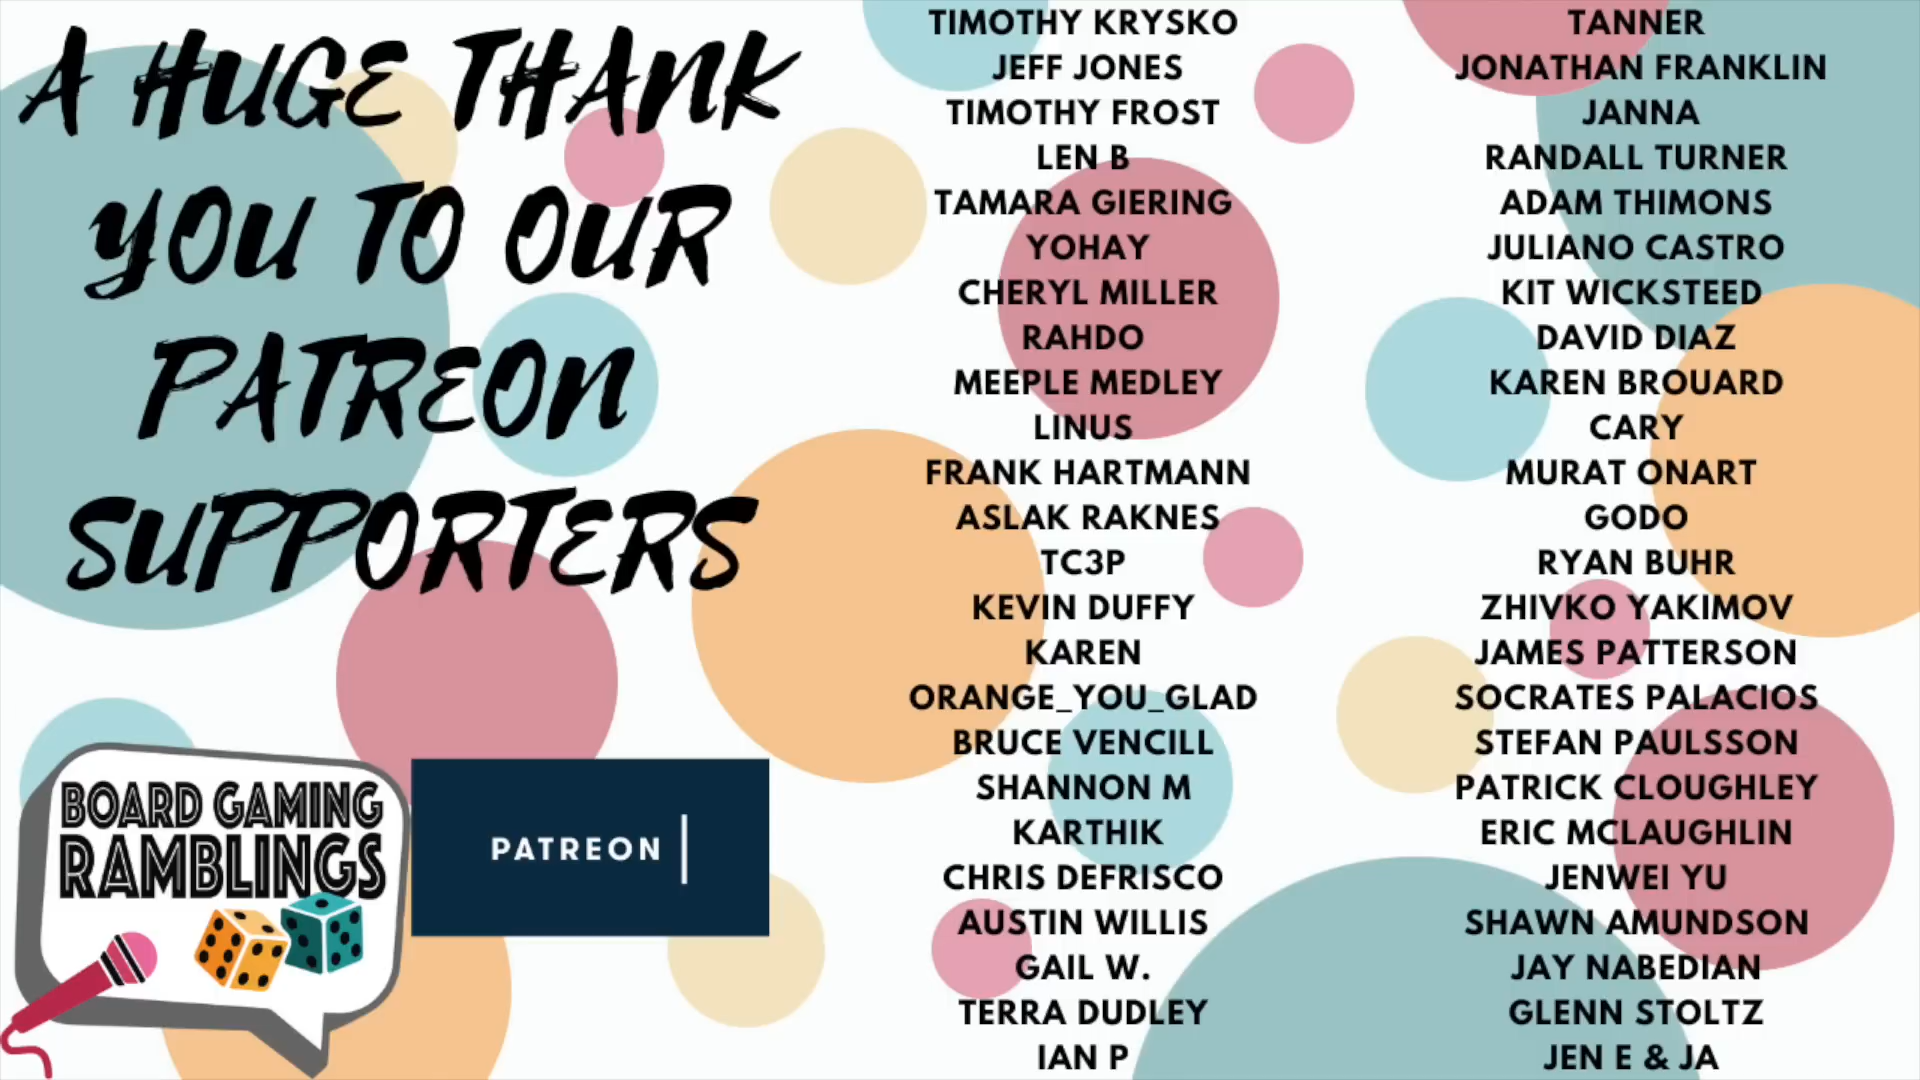 A HUGE THANK
YOU TO OUR
PATREON
SUPPORTERS
BOARD GAMING
RAMBLINGS
PATREON
TIMOTHY KRYSKO
JEFF JONES
TIMOTHY FROST
LEN B
TAMARA GIERING
YOHAY
CHERYL MILLER
RAHDO
MEEPLE MEDLEY
LINUS
FRANK HARTMANN
ASLAK RAKNES
TC3P
KEVIN DUFFY
KAREN
ORANGE_YOU_GLAD
BRUCE VENCILL
SHANNON M
KARTHIK
CHRIS DEFRISCO
AUSTIN WILLIS
GAIL W.
TERRA DUDLEY
IAN P
TANNER
JONATHAN FRANKLIN
JANNA
RANDALL TURNER
ADAM THIMONS
JULIANO CASTRO
KIT WICKSTEED
DAVID DIAZ
KAREN BROUARD
CARY
MURAT ONART
GODO
RYAN BUHR
ZHIVKO YAKIMOV
JAMES PATTERSON
SOCRATES PALACIOS
STEFAN PAULSSON
PATRICK CLOUGHLEY
ERIC MCLAUGHLIN
JENWEI YU
SHAWN AMUNDSON
JAY NABEDIAN
GLENN STOLTZ
JEN E & JA